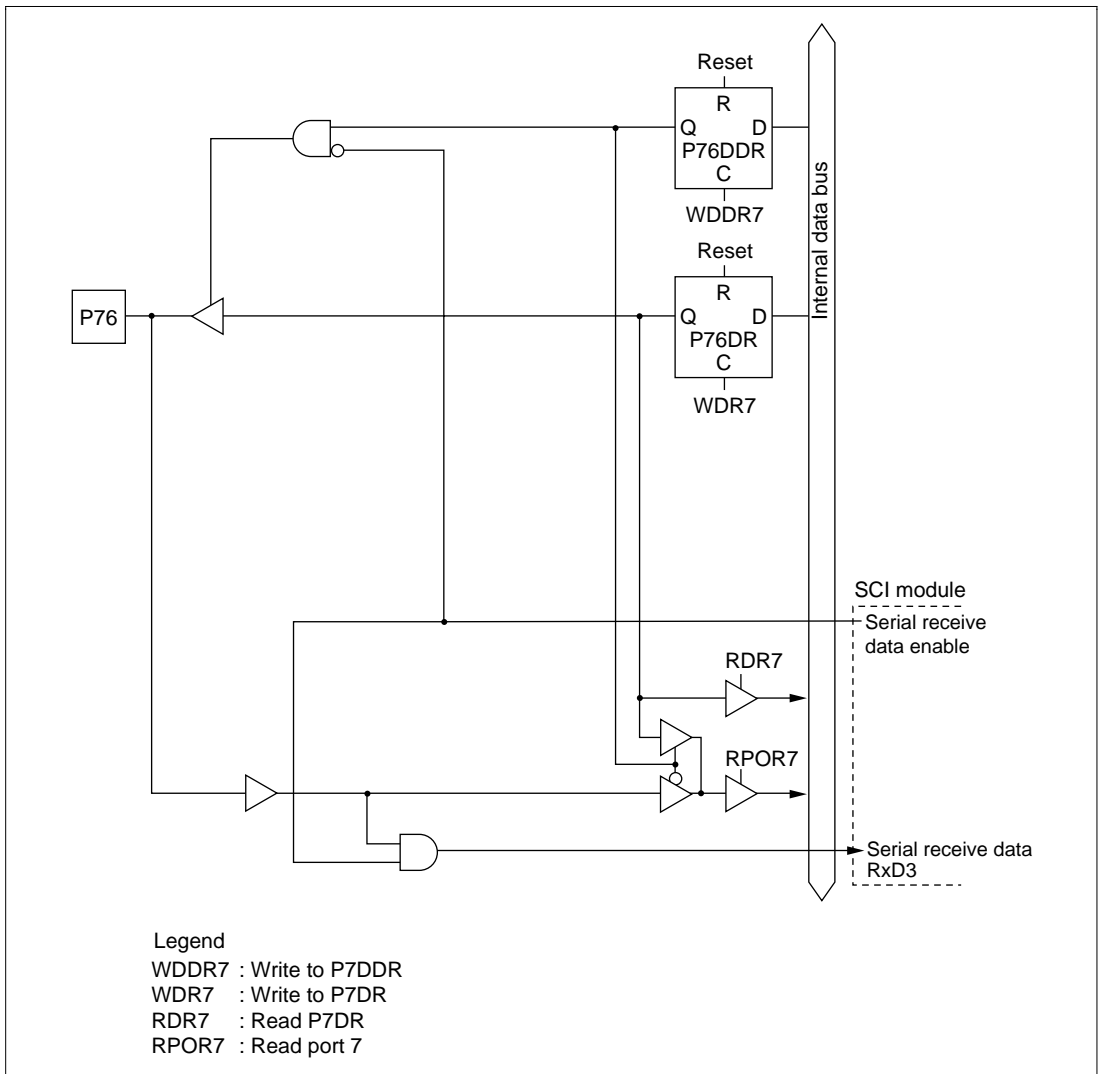 Reset
R
Q D
P76DDR
C
WDDR7
Internal data bus
Reset
R
P76
Q D
P76DR
C
WDR7
SCI module
Serial receive
data enable
RDR7
RPOR7
Serial receive data
RxD3
Legend
WDDR7 : Write to P7DDR
WDR7 : Write to P7DR
RDR7 : Read P7DR
RPOR7 : Read port 7